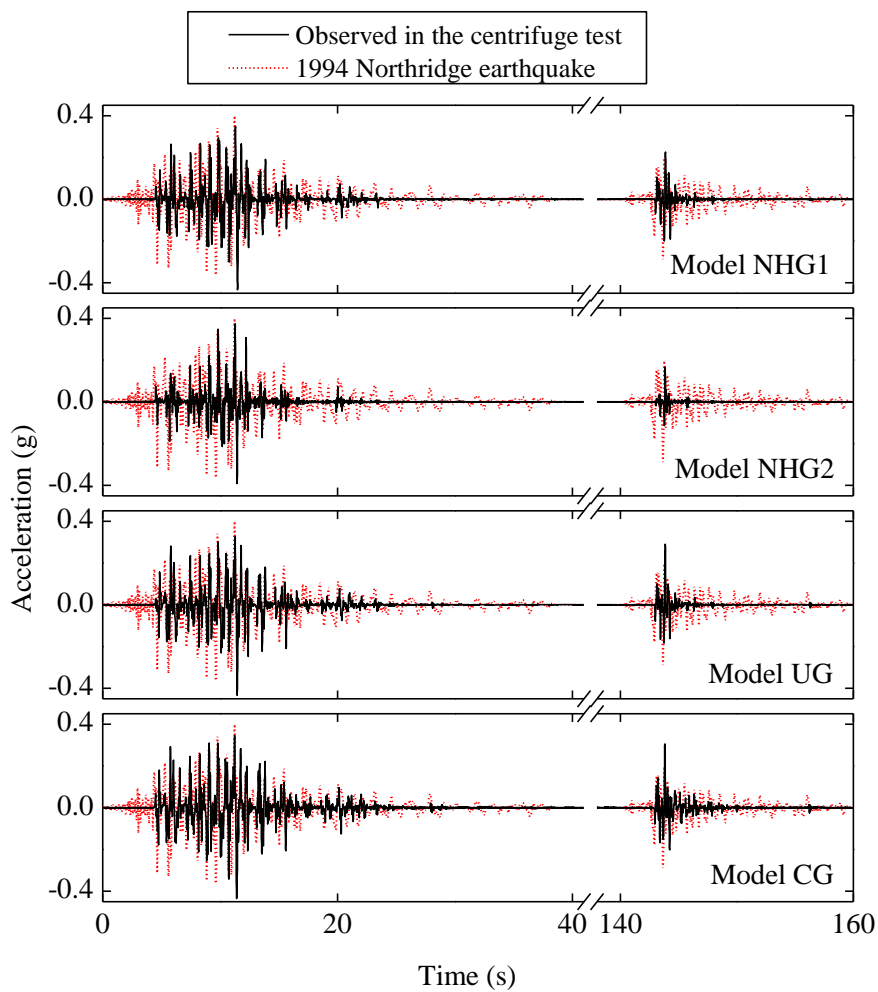 Observed in the centrifuge test
1994 Northridge earthquake
Acceleration (g)
0.4
0.0
-0.4
Model NHG1
0.4
0.0
-0.4
Model NHG2
0.4
0.0
-0.4
Model UG
0.4
0.0
-0.4
Model CG
0 20 40 140 160
Time (s)